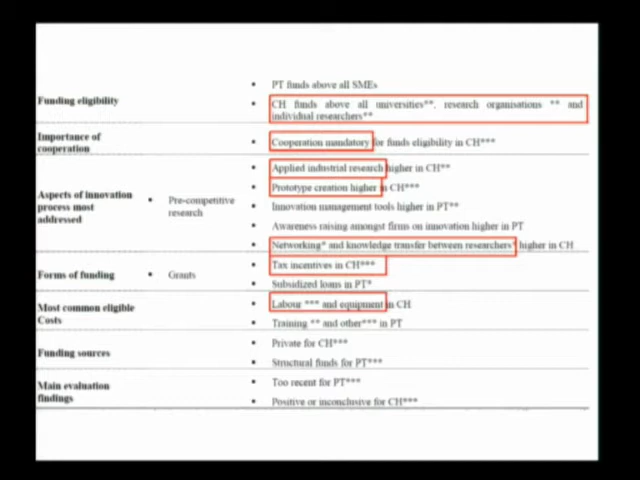 PT funds above all SMEs
Funding eligibility
CH funds above all universities**, research organisations ** and
individual researchers**
Importance of
cooperation
Cooperation mandatory for funds eligibility in CH***
Applied industrial research higher in CH**
Prototype creation higher in CH***
Aspects of innovation
process most
addressed
Pre-competitive
research
Innovation management tools higher in PT**
Awareness raising amongst firms on innovation higher in PT
Networking* and knowledge transfer between researchers* higher in CH
Tax incentives in CH***
Forms of funding
Grants
Subsidized loans in PT*
Most common eligible
Costs
Labour *** and equipment in CH
Training ** and other*** in PT
Funding sources
Private for CH***
Structural funds for PT***
Main evaluation
findings
Too recent for PT***
Positive or inconclusive for CH***